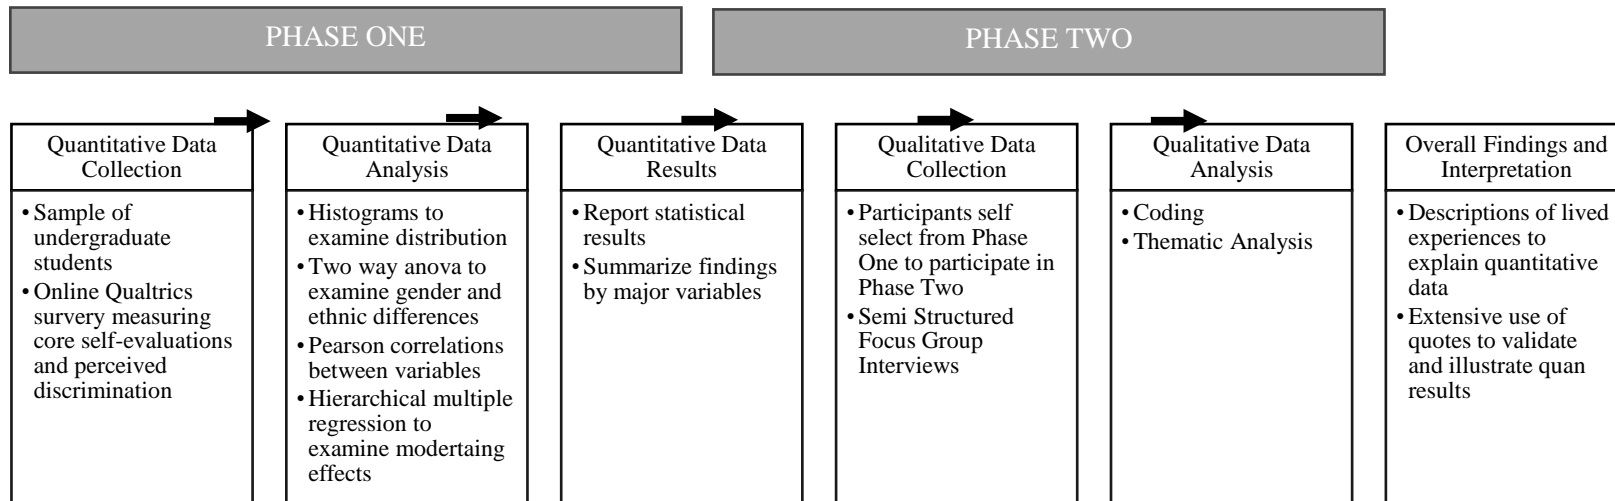 PHASE ONE
PHASE TWO
Quantitative Data
Collection
• Sample of
undergraduate
students
• Online Qualtrics
survery measuring
core self-evaluations
and perceived
discrimination
Quantitative Data
Analysis
• Histograms to
examine distribution
• Two way anova to
examine gender and
ethnic differences
• Pearson correlations
between variables
• Hierarchical multiple
regression to
examine modertaing
effects
Quantitative Data
Results
• Report statistical
results
• Summarize findings
by major variables
Qualitative Data
Collection
• Participants self
select from Phase
One to participate in
Phase Two
• Semi Structured
Focus Group
Interviews
Qualitative Data
Analysis
• Coding
• Thematic Analysis
Overall Findings and
Interpretation
• Descriptions of lived
experiences to
explain quantitative
data
• Extensive use of
quotes to validate
and illustrate quan
results